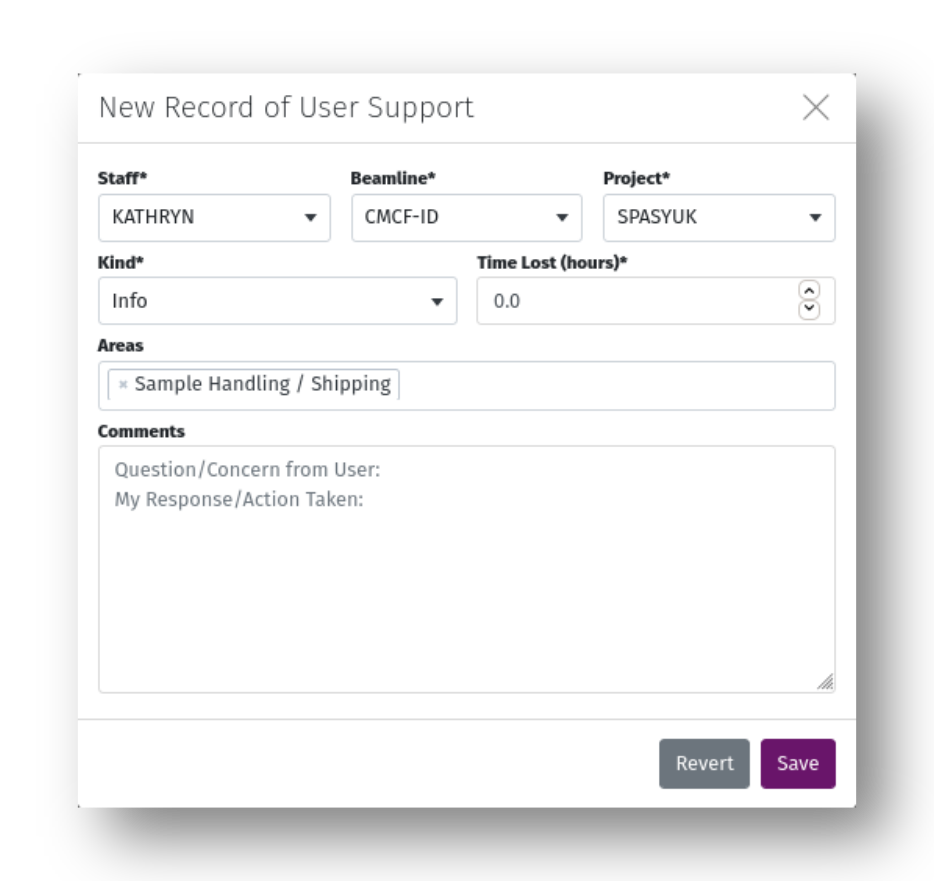 New Record of User Support
Staff* Beamline* Project*
KATHRYN CMCF-ID SPASYUK
Kind* Time Lost (hours)*
Info 0.0
Areas
× Sample Handling / Shipping
Comments
Question/Concern from User:
My Response/Action Taken:
Revert Save